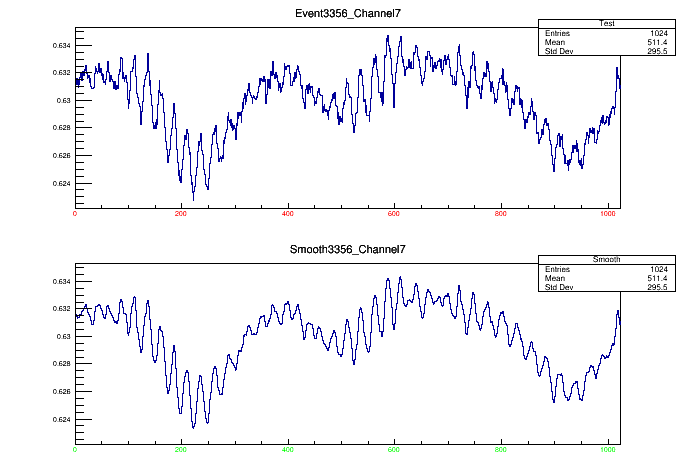 Event3356_Channel7
Test
Entries 1024
Mean 511.4
Std Dev 295.5
0.634
0.632
0.63
0.628
0.626
0.624
0 200 400 600 800 1000
Smooth3356_Channel7
Smooth
Entries 1024
Mean 511.4
Std Dev 295.5
0.634
0.632
0.63
0.628
0.626
0.624
0 200 400 600 800 1000